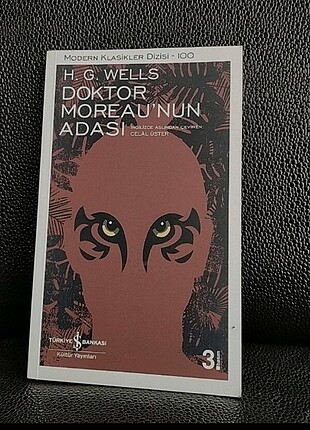 MODERN KLASİKLER DİZİSİ - 100
H. G. WELLS
DOKTOR
MOREAU'NUN
ADASI
İNGİLİZCE ASLINDAN ÇEVİREN:
CELÂL ÜSTER
TÜRKİYE İŞ BANKASI
Kültür Yayınları
3